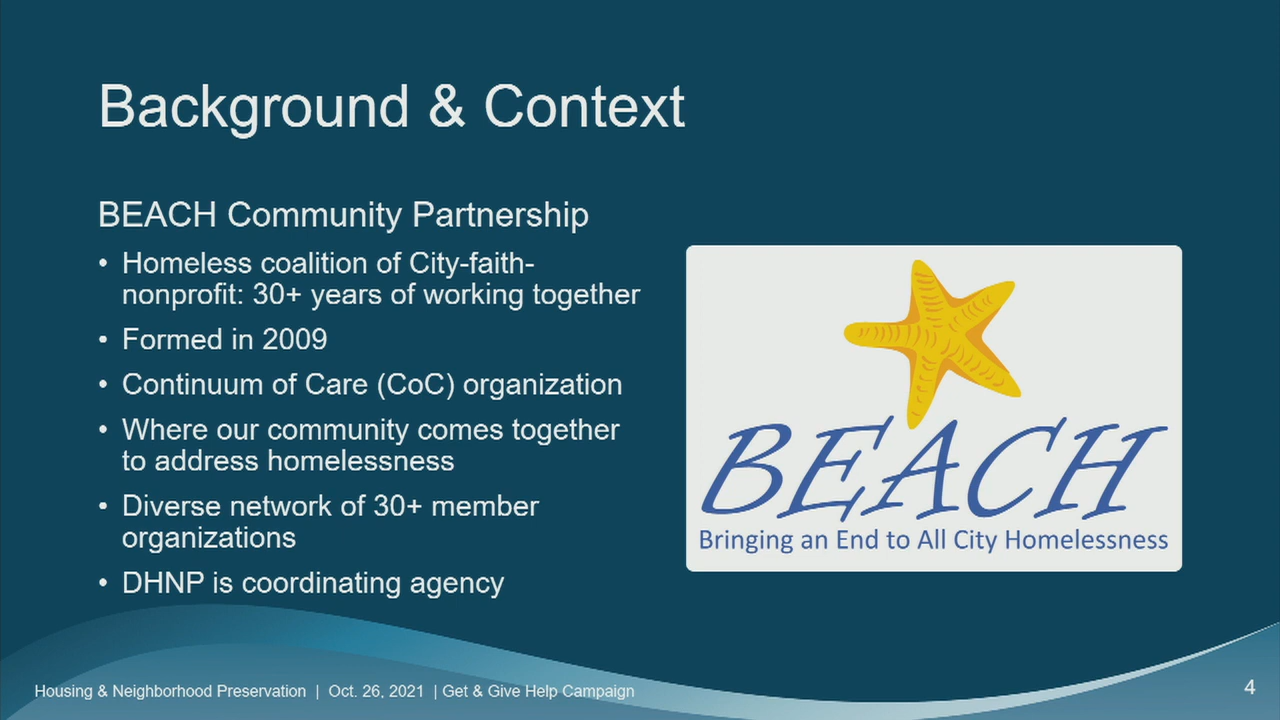 Background & Context
BEACH Community Partnership
• Homeless coalition of City-faith-
nonprofit: 30+ years of working together
• Formed in 2009
• Continuum of Care (CoC) organization
• Where our community comes together
to address homelessness
• Diverse network of 30+ member
organizations
• DHNP is coordinating agency
BEACH
Bringing an End to All City Homelessness
Housing & Neighborhood Preservation | Oct. 26, 2021 | Get & Give Help Campaign
4